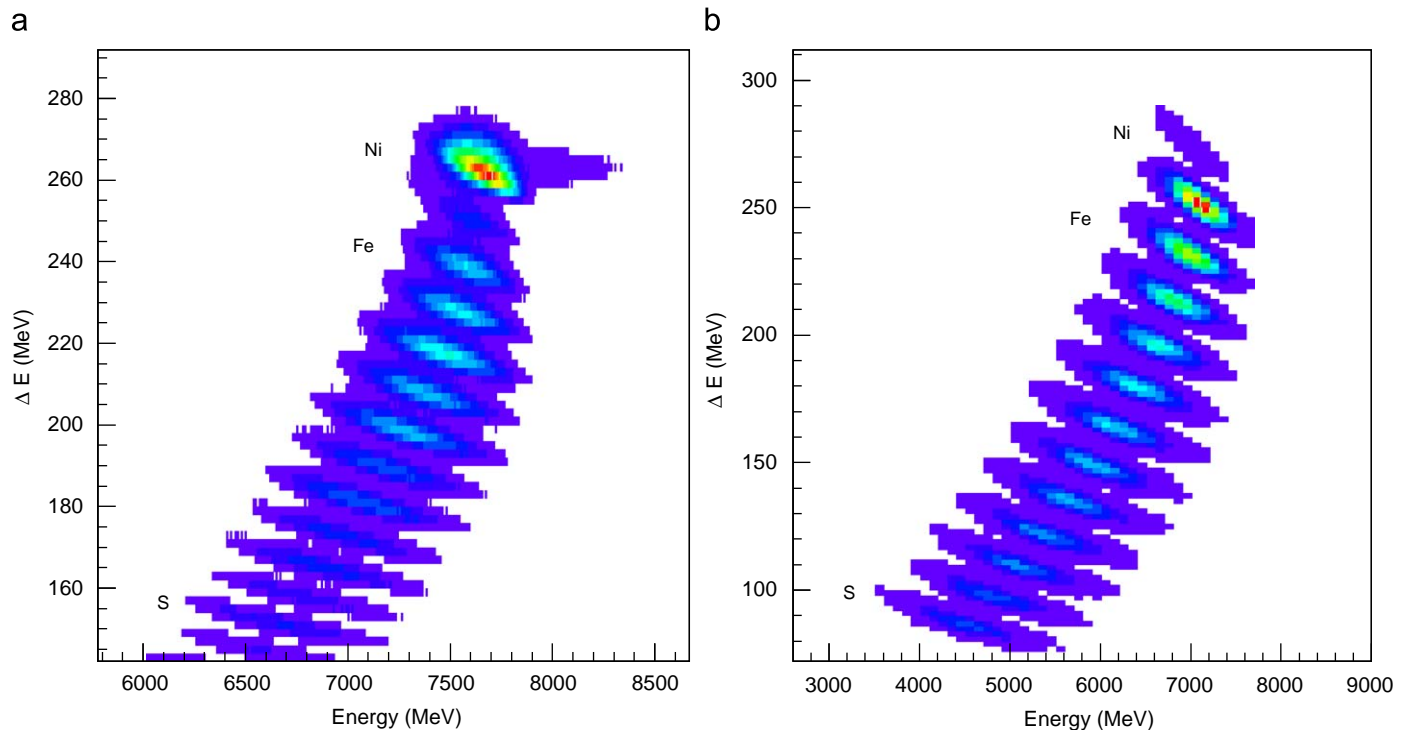 a
b
280
260
240
220
200
180
160
Δ E (MeV)
Ni
Fe
S
6000 6500 7000 7500 8000 8500
Energy (MeV)
300
250
200
150
100
Δ E (MeV)
Ni
Fe
S
3000 4000 5000 6000 7000 8000 9000
Energy (MeV)